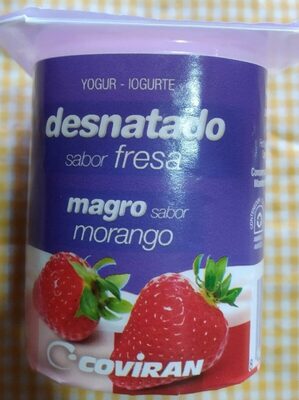 YOGUR - IOGURTE
desnatado
sabor fresa
magro sabor
morango
COVIRAN